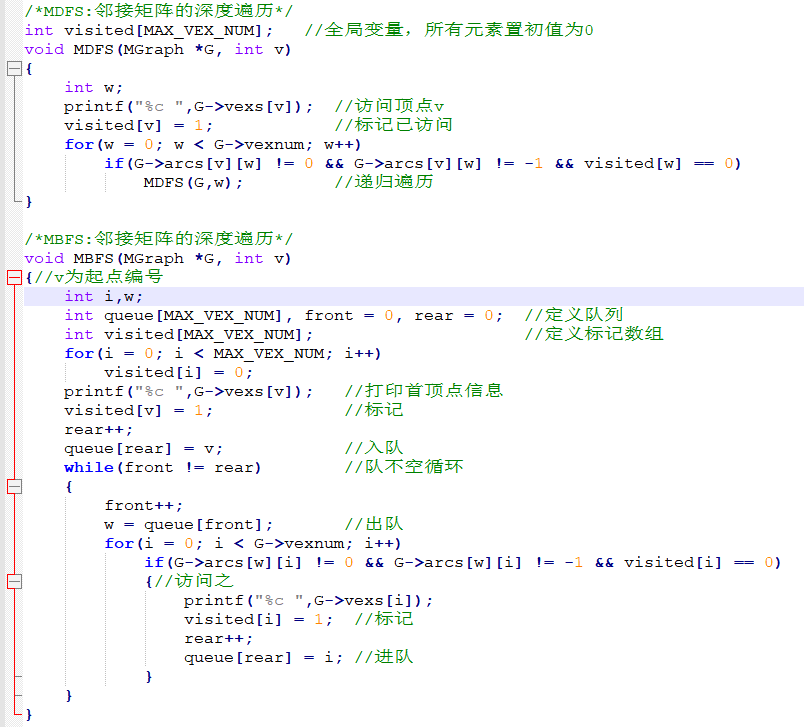 /*MDFS:邻接矩阵的深度遍历*/
int visited[MAX_VEX_NUM];   //全局变量，所有元素置初值为0
void MDFS(MGraph *G, int v)
{
    int w;
    printf("%c ",G->vexs[v]);  //访问顶点v
    visited[v] = 1;            //标记已访问
    for(w = 0; w < G->vexnum; w++)
        if(G->arcs[v][w] != 0 && G->arcs[v][w] != -1 && visited[w] == 0)
            MDFS(G,w);         //递归遍历
}

/*MBFS:邻接矩阵的深度遍历*/
void MBFS(MGraph *G, int v)
{//v为起点编号
    int i,w;
    int queue[MAX_VEX_NUM], front = 0, rear = 0;  //定义队列
    int visited[MAX_VEX_NUM];                     //定义标记数组
    for(i = 0; i < MAX_VEX_NUM; i++)
        visited[i] = 0;
    printf("%c ",G->vexs[v]);   //打印首顶点信息
    visited[v] = 1;             //标记
    rear++;
    queue[rear] = v;            //入队
    while(front != rear)        //队不空循环
    {
        front++;
        w = queue[front];       //出队
        for(i = 0; i < G->vexnum; i++)
            if(G->arcs[w][i] != 0 && G->arcs[w][i] != -1 && visited[i] == 0)
            {//访问之
                printf("%c ",G->vexs[i]);
                visited[i] = 1;  //标记
                rear++;
                queue[rear] = i; //进队
            }
    }
}